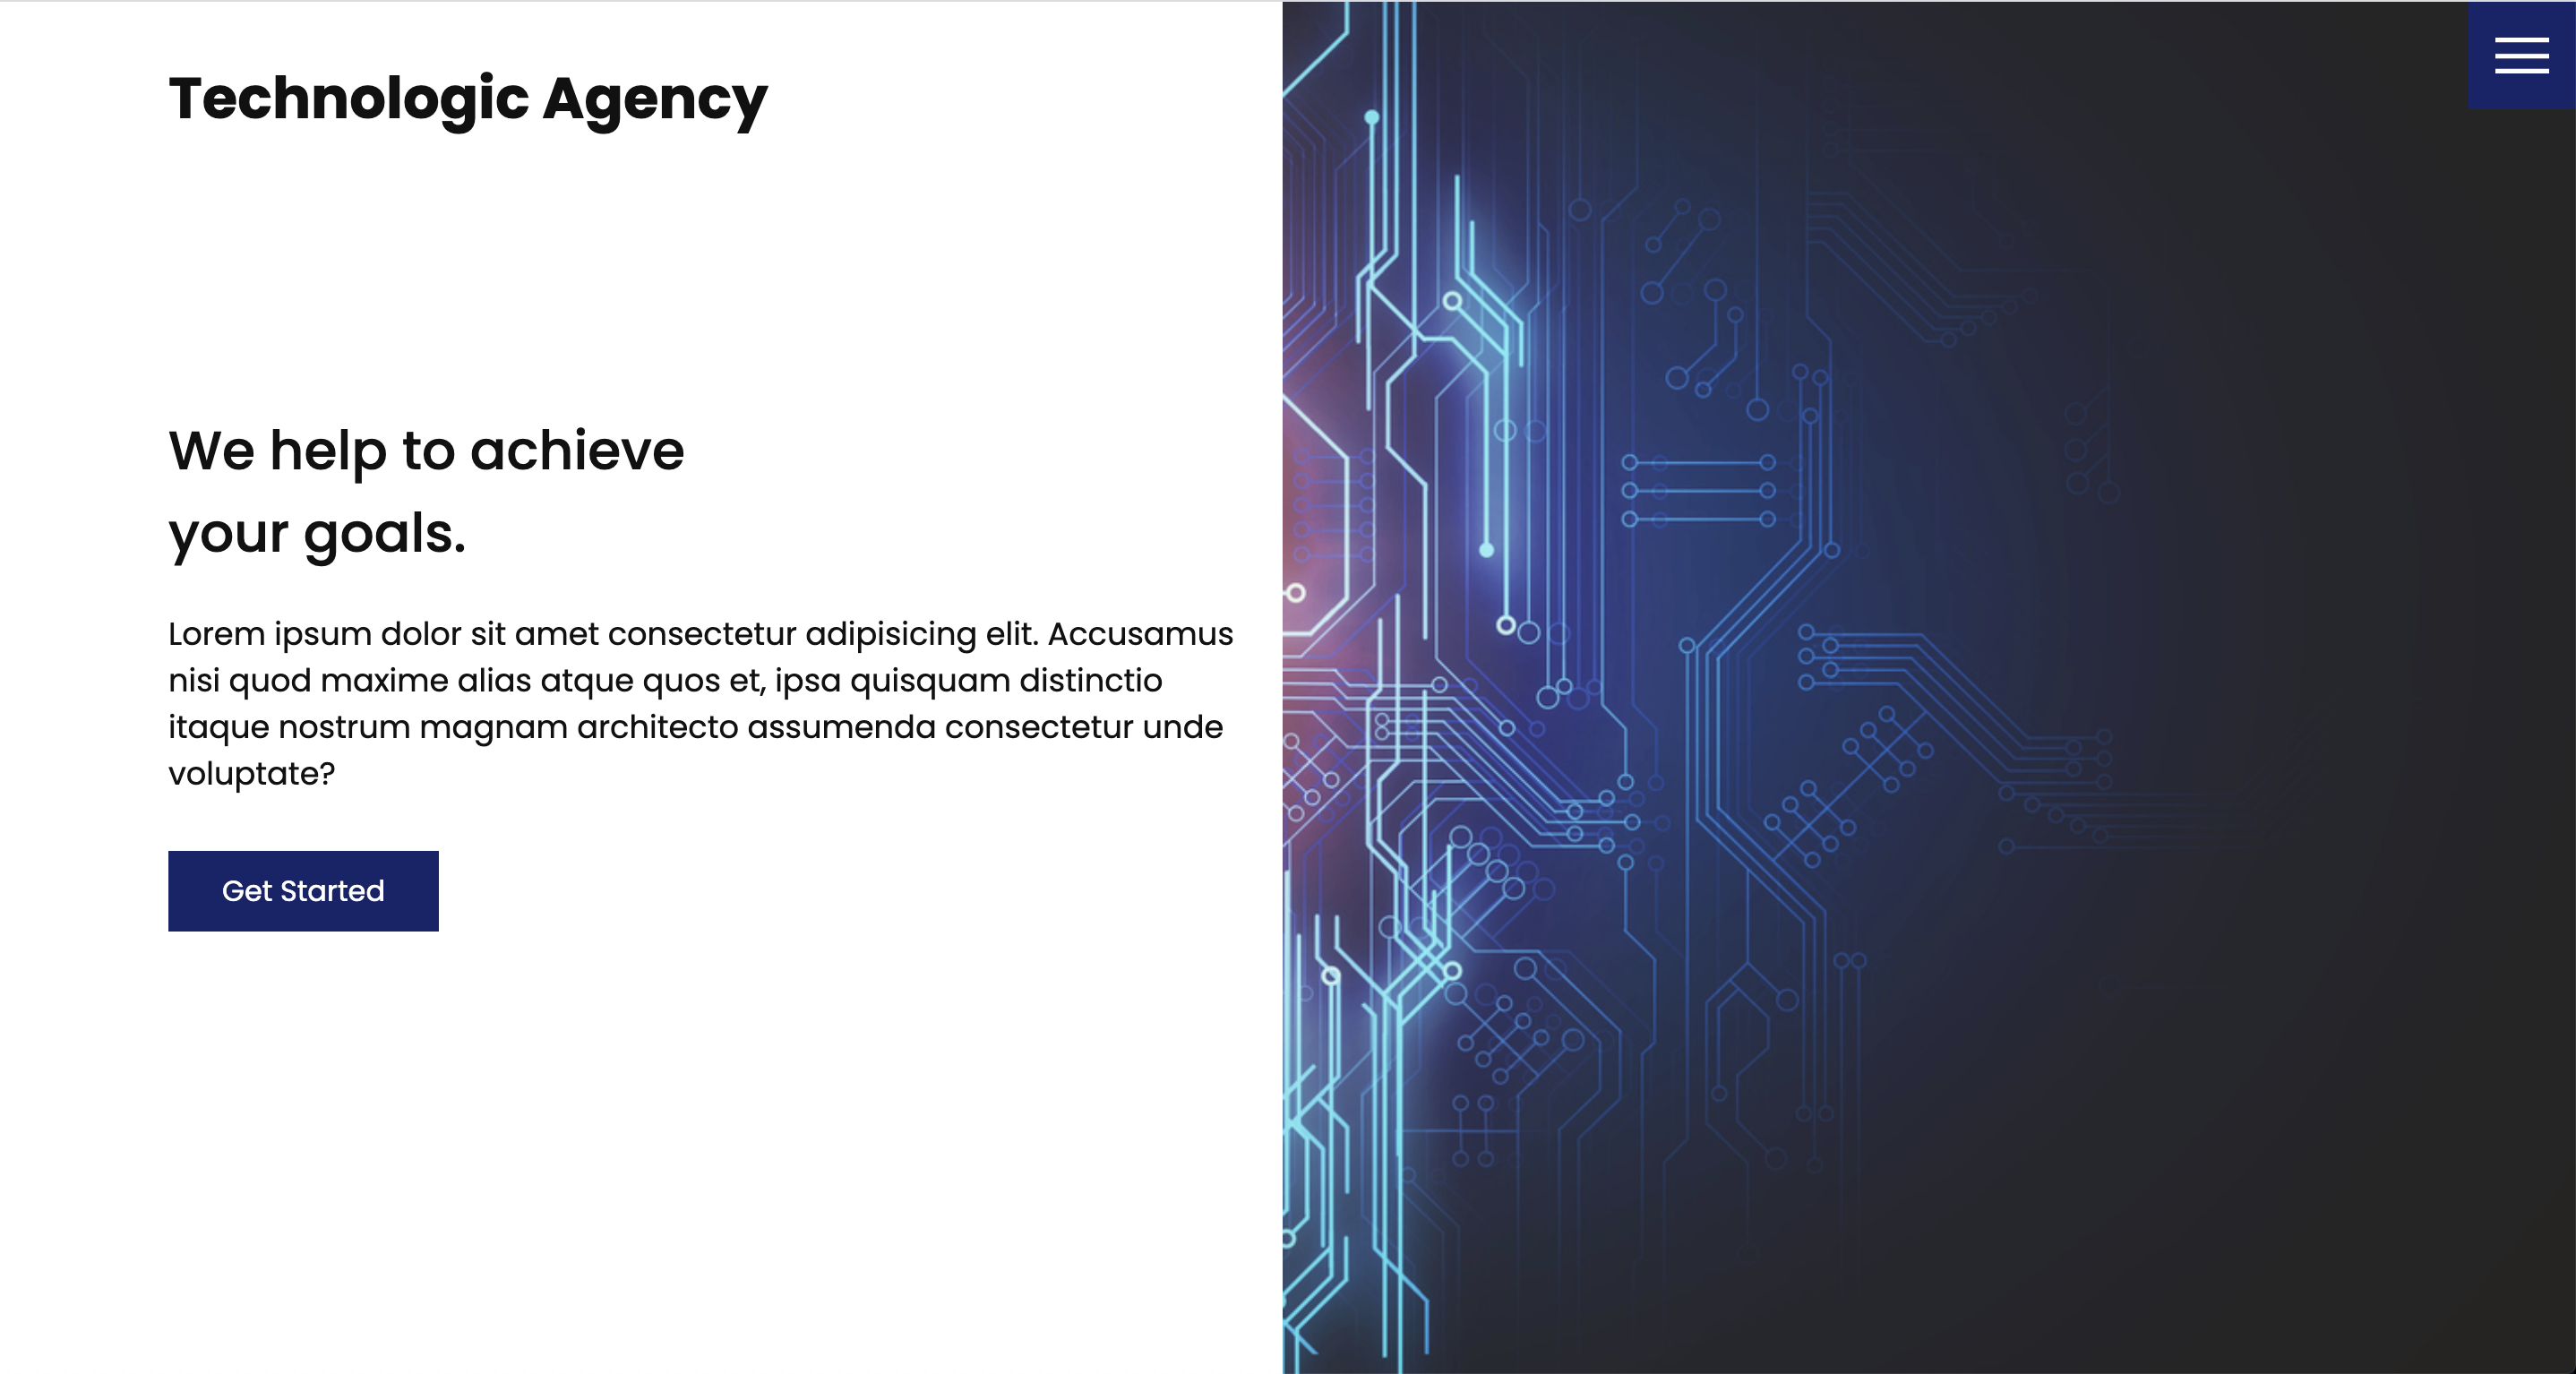 Technologic Agency
We help to achieve
your goals.
Lorem ipsum dolor sit amet consectetur adipisicing elit. Accusamus
nisi quod maxime alias atque quos et, ipsa quisquam distinctio
itaque nostrum magnam architecto assumenda consectetur unde
voluptate?
Get Started